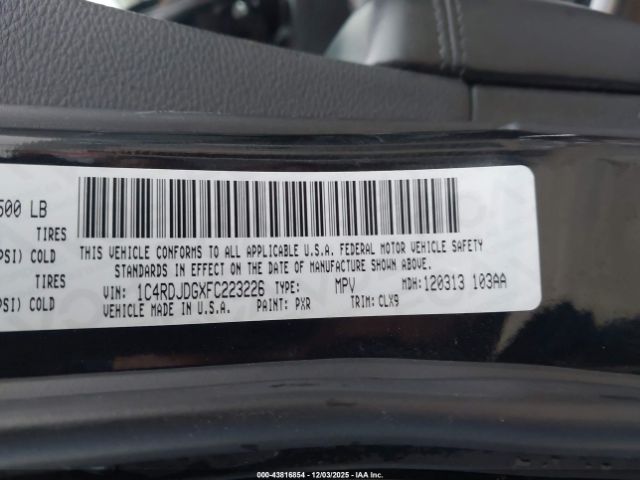 500 LB
TIRES
PSI) COLD
TIRES
PSI) COLD
THIS VEHICLE CONFORMS TO ALL APPLICABLE U.S.A. FEDERAL MOTOR VEHICLE SAFETY
STANDARDS IN EFFECT ON THE DATE OF MANUFACTURE SHOWN ABOVE.
VIN: 1C4RDJDGXFC223226 TYPE: MPV MDH: 120313 103AA
VEHICLE MADE IN U.S.A. PAINT: PXR TRIM: CLX9
000-43816854 - 12/03/2025 - IAA Inc.